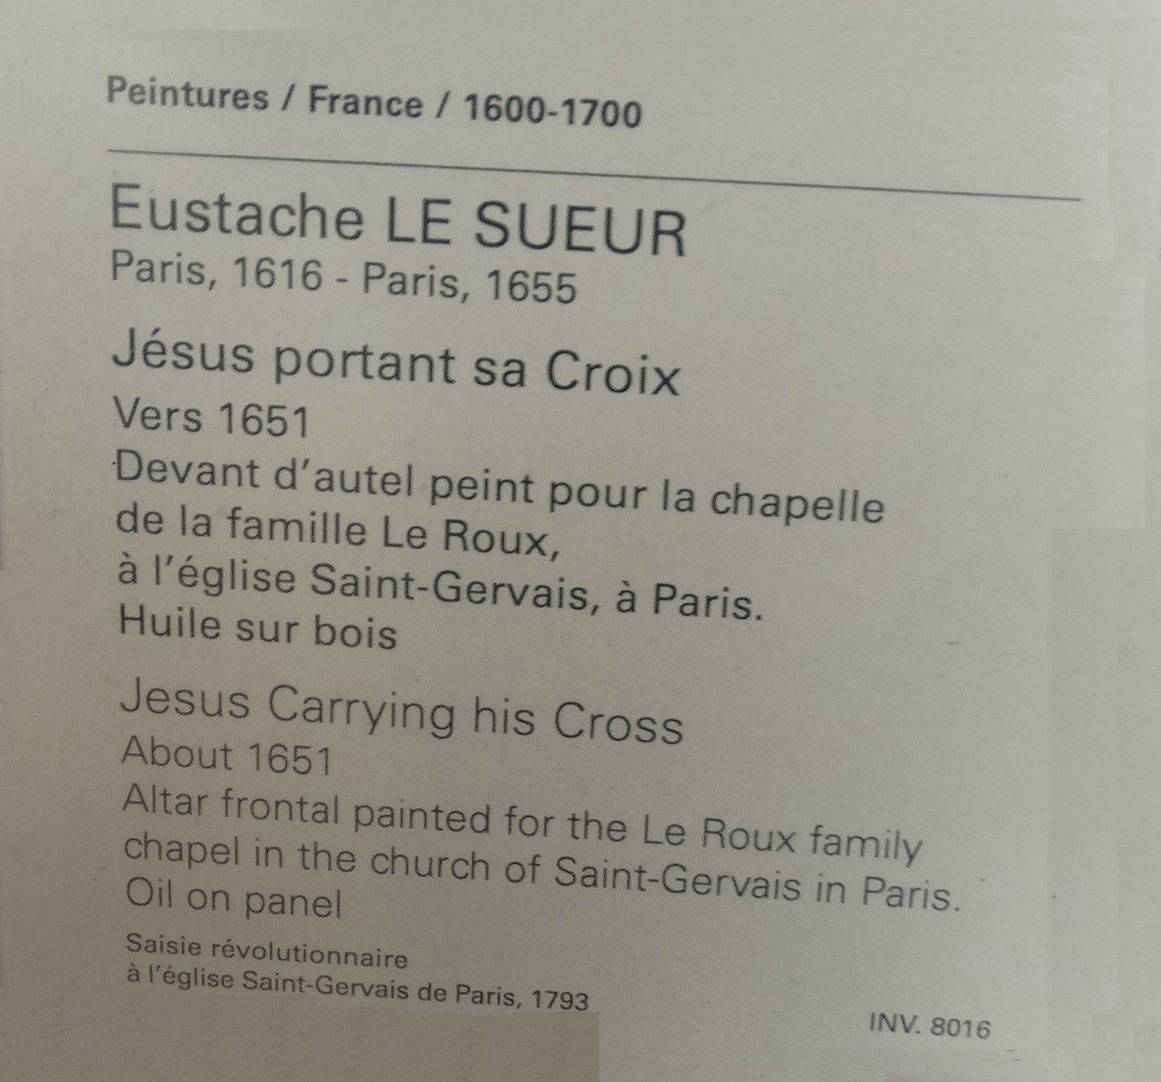 Peintures / France / 1600-1700
Eustache LE SUEUR
Paris, 1616 - Paris, 1655
Jésus portant sa Croix
Vers 1651
Devant d'autel peint pour la chapelle
de la famille Le Roux,
à l'église Saint-Gervais, à Paris.
Huile sur bois
Jesus Carrying his Cross
About 1651
Altar frontal painted for the Le Roux family
chapel in the church of Saint-Gervais in Paris.
Oil on panel
Saisie révolutionnaire
à l'église Saint-Gervais de Paris, 1793
INV. 8016